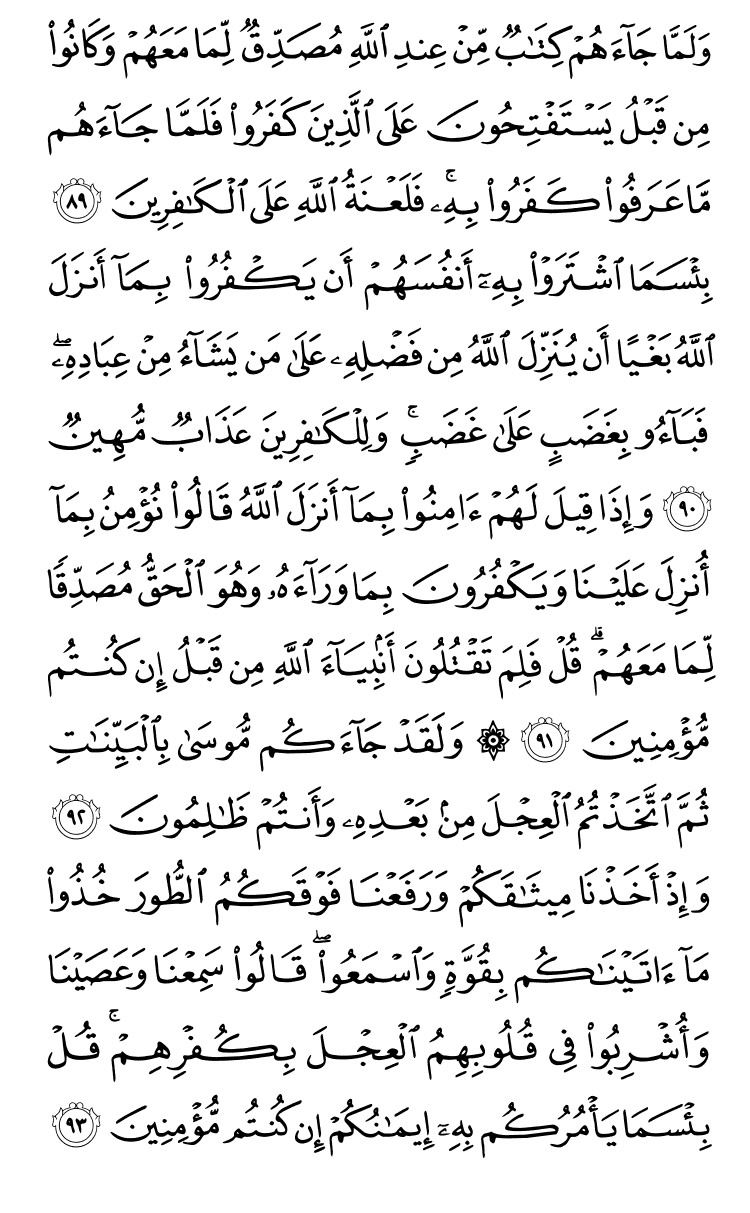 وَلَمَّا جَآءَهُمْ كِتَٰبٌ مِّنْ عِندِ ٱللَّهِ مُصَدِّقٌ لِّمَا مَعَهُمْ وَكَانُوا۟
مِن قَبْلُ يَسْتَفْتِحُونَ عَلَى ٱلَّذِينَ كَفَرُوا۟ فَلَمَّا جَآءَهُم
مَّا عَرَفُوا۟ كَفَرُوا۟ بِهِۦ ۚ فَلَعْنَةُ ٱللَّهِ عَلَى ٱلْكَٰفِرِينَ ٨٩
بِئْسَمَا ٱشْتَرَوْا۟ بِهِۦٓ أَنفُسَهُمْ أَن يَكْفُرُوا۟ بِمَآ أَنزَلَ
ٱللَّهُ بَغْيًا أَن يُنَزِّلَ ٱللَّهُ مِن فَضْلِهِۦ عَلَىٰ مَن يَشَآءُ مِنْ عِبَادِهِۦ ۖ
فَبَآءُو بِغَضَبٍ عَلَىٰ غَضَبٍ ۚ وَلِلْكَٰفِرِينَ عَذَابٌ مُّهِينٌ
٩٠ وَإِذَا قِيلَ لَهُمْ ءَامِنُوا۟ بِمَآ أَنزَلَ ٱللَّهُ قَالُوا۟ نُؤْمِنُ بِمَآ
أُنزِلَ عَلَيْنَا وَيَكْفُرُونَ بِمَا وَرَآءَهُۥ وَهُوَ ٱلْحَقُّ مُصَدِّقًا
لِّمَا مَعَهُمْ ۗ قُلْ فَلِمَ تَقْتُلُونَ أَنۢبِيَآءَ ٱللَّهِ مِن قَبْلُ إِن كُنتُم
مُّؤْمِنِينَ ٩١ ۞ وَلَقَدْ جَآءَكُم مُّوسَىٰ بِٱلْبَيِّنَٰتِ
ثُمَّ ٱتَّخَذْتُمُ ٱلْعِجْلَ مِنۢ بَعْدِهِۦ وَأَنتُمْ ظَٰلِمُونَ ٩٢
وَإِذْ أَخَذْنَا مِيثَٰقَكُمْ وَرَفَعْنَا فَوْقَكُمُ ٱلطُّورَ خُذُوا۟
مَآ ءَاتَيْنَٰكُم بِقُوَّةٍ وَٱسْمَعُوا۟ ۖ قَالُوا۟ سَمِعْنَا وَعَصَيْنَا
وَأُشْرِبُوا۟ فِى قُلُوبِهِمُ ٱلْعِجْلَ بِكُفْرِهِمْ ۚ قُلْ
بِئْسَمَا يَأْمُرُكُم بِهِۦٓ إِيمَٰنُكُمْ إِن كُنتُم مُّؤْمِنِينَ ٩٣